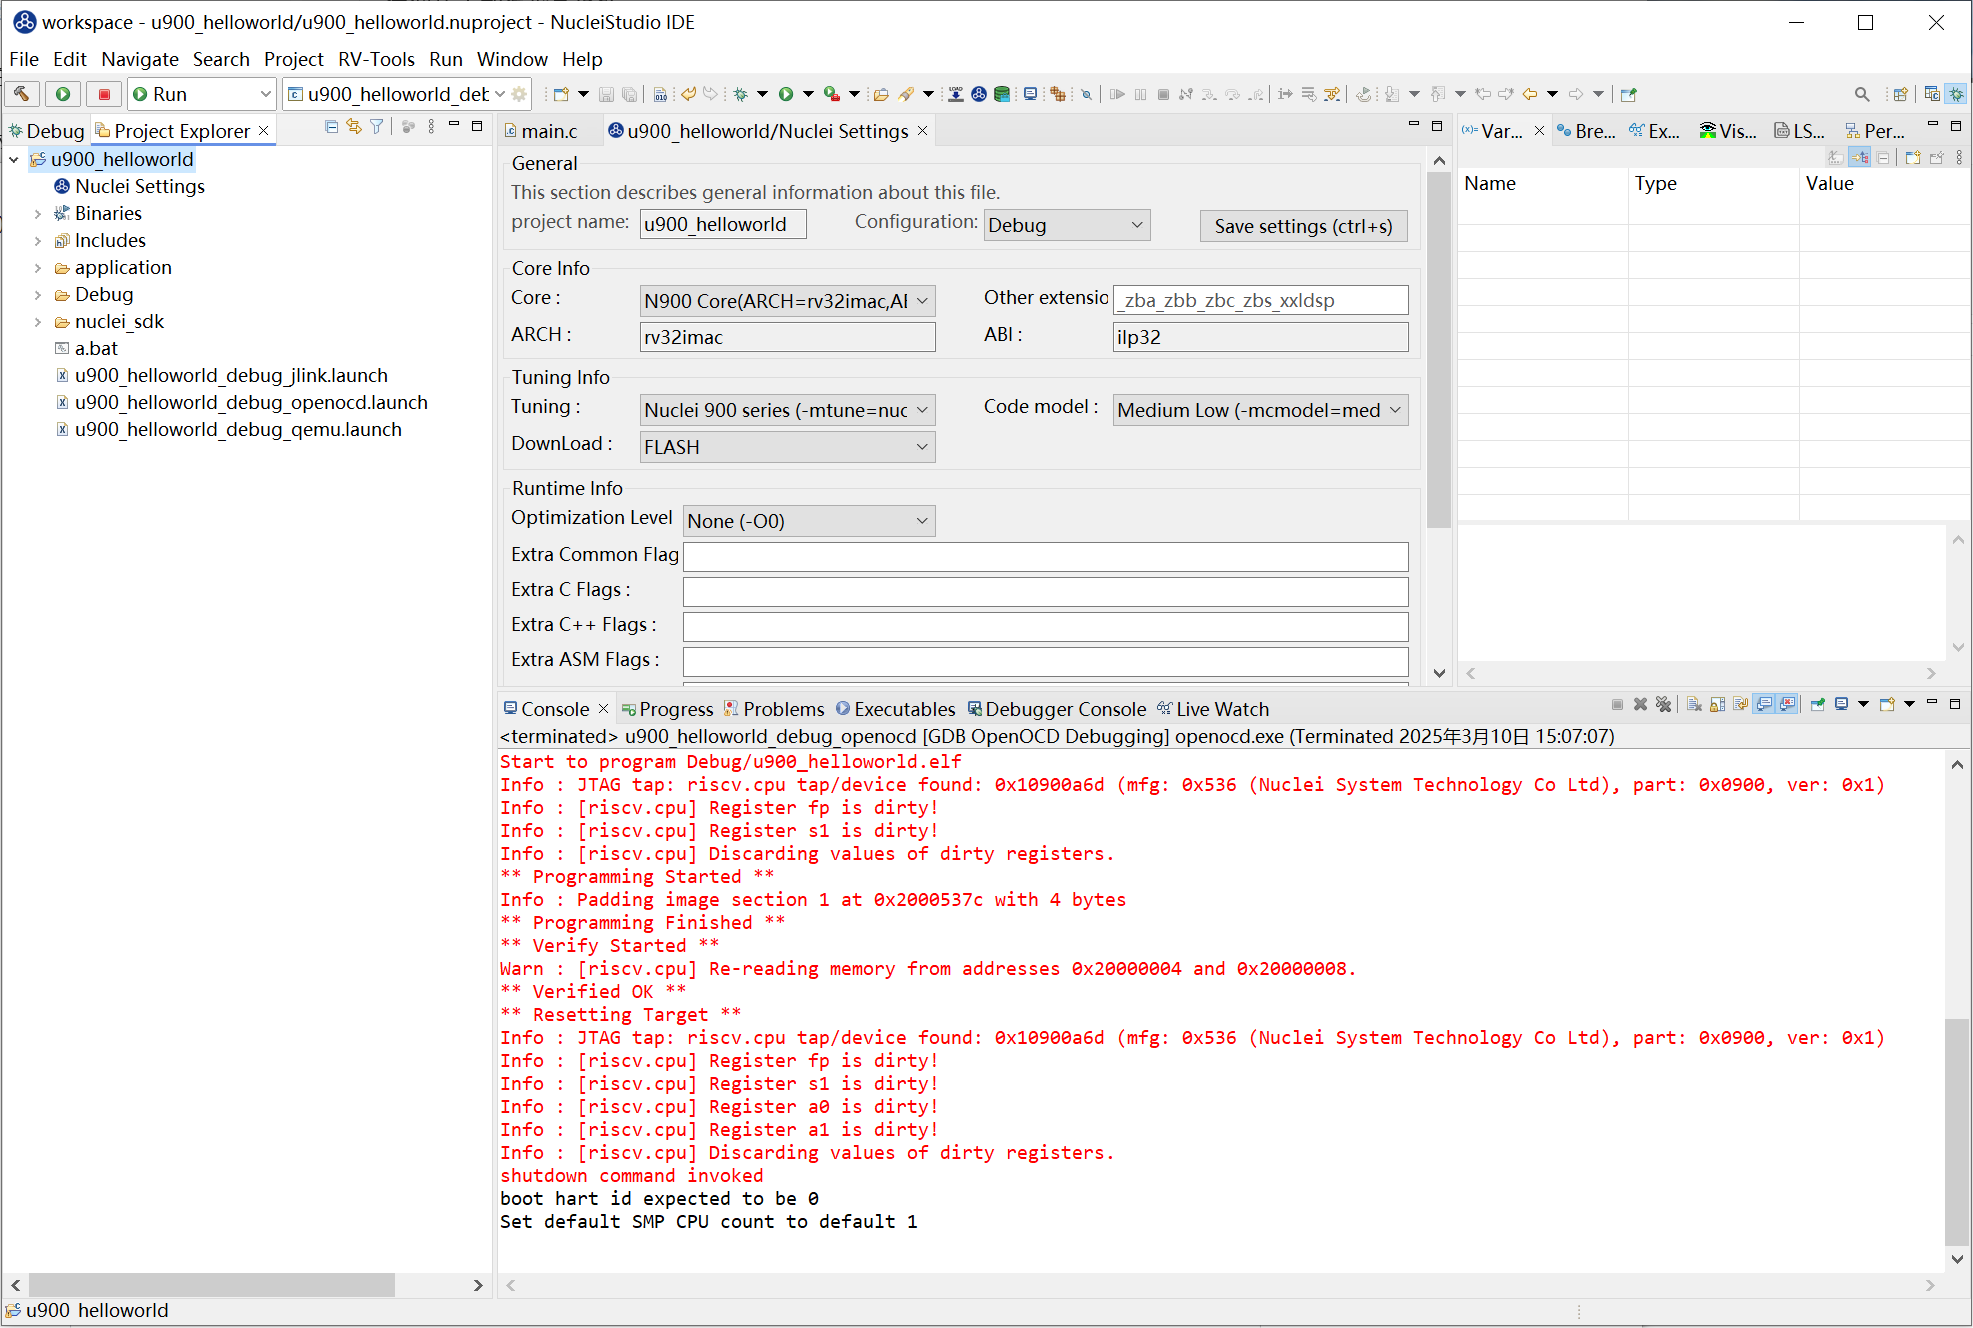 workspace - u900_helloworld/u900_helloworld.nuproject - NucleiStudio IDE
File Edit Navigate Search Project RV-Tools Run Window Help
Run u900_helloworld_det
Debug Project Explorer
u900_helloworld
Nuclei Settings
Binaries
Includes
application
Debug
nuclei_sdk
a.bat
u900_helloworld_debug_jlink.launch
u900_helloworld_debug_openocd.launch
u900_helloworld_debug_qemu.launch
main.c u900_helloworld/Nuclei Settings
General
This section describes general information about this file.
project name: u900_helloworld Configuration: Debug Save settings (ctrl+s)
Core Info
Core : N900 Core(ARCH=rv32imac,AI Other extensio _zba_zbb_zbc_zbs_xxldsp
ARCH : rv32imac ABI : ilp32
Tuning Info
Tuning : Nuclei 900 series (-mtune=nuc Code model : Medium Low (-mcmodel=med
DownLoad : FLASH
Runtime Info
Optimization Level None (-O0)
Extra Common Flag
Extra C Flags :
Extra C++ Flags :
Extra ASM Flags :
Var... Bre... Ex... Vis... LS... Per...
Name Type Value
Console Progress Problems Executables Debugger Console Live Watch
<terminated> u900_helloworld_debug_openocd [GDB OpenOCD Debugging] openocd.exe (Terminated 2025年3月10日 15:07:07)
Start to program Debug/u900_helloworld.elf
Info : JTAG tap: riscv.cpu tap/device found: 0x10900a6d (mfg: 0x536 (Nuclei System Technology Co Ltd), part: 0x0900, ver: 0x1)
Info : [riscv.cpu] Register fp is dirty!
Info : [riscv.cpu] Register s1 is dirty!
Info : [riscv.cpu] Discarding values of dirty registers.
** Programming Started **
Info : Padding image section 1 at 0x2000537c with 4 bytes
** Programming Finished **
** Verify Started **
Warn : [riscv.cpu] Re-reading memory from addresses 0x20000004 and 0x20000008.
** Verified OK **
** Resetting Target **
Info : JTAG tap: riscv.cpu tap/device found: 0x10900a6d (mfg: 0x536 (Nuclei System Technology Co Ltd), part: 0x0900, ver: 0x1)
Info : [riscv.cpu] Register fp is dirty!
Info : [riscv.cpu] Register s1 is dirty!
Info : [riscv.cpu] Register a0 is dirty!
Info : [riscv.cpu] Register a1 is dirty!
Info : [riscv.cpu] Discarding values of dirty registers.
shutdown command invoked
boot hart id expected to be 0
Set default SMP CPU count to default 1
u900_helloworld